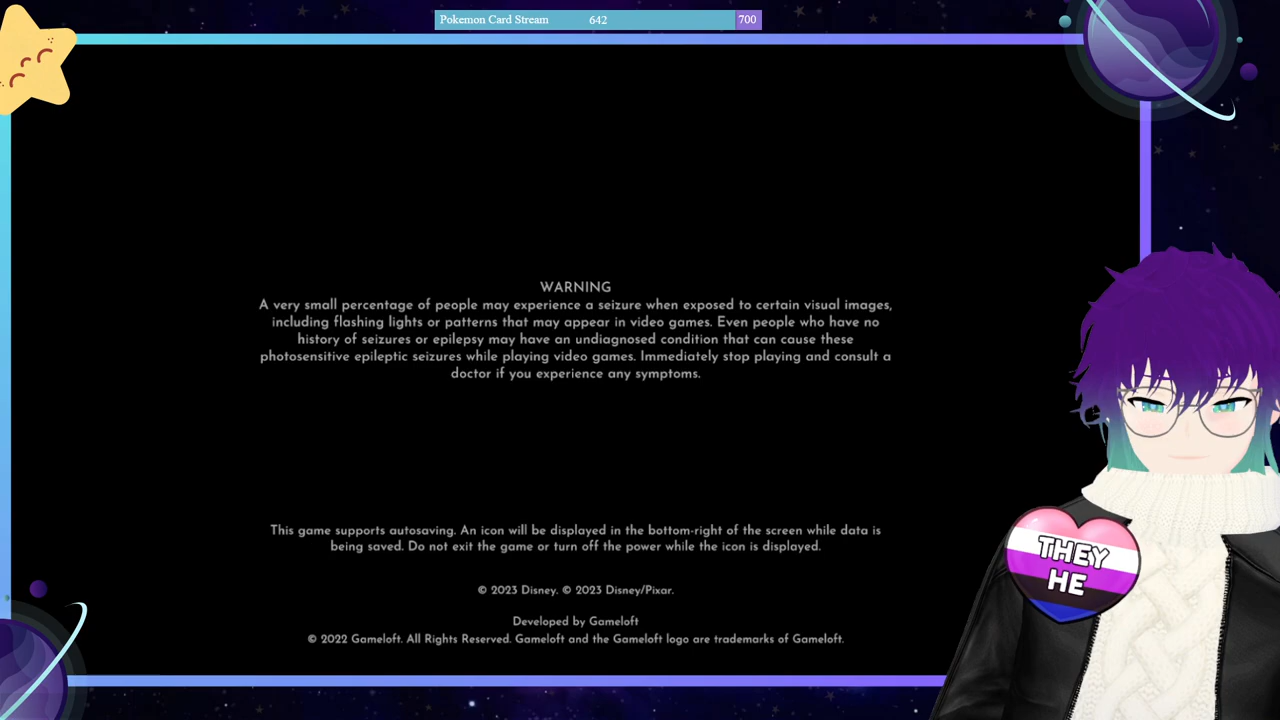 Pokemon Card Stream 642 700
WARNING
A very small percentage of people may experience a seizure when exposed to certain visual images,
including flashing lights or patterns that may appear in video games. Even people who have no
history of seizures or epilepsy may have an undiagnosed condition that can cause these
photosensitive epileptic seizures while playing video games. Immediately stop playing and consult a
doctor if you experience any symptoms.
THEY
HE
This game supports autosaving. An icon will be displayed in the bottom-right of the screen while data is
being saved. Do not exit the game or turn off the power while the icon is displayed.
© 2023 Disney. © 2023 Disney/Pixar.
Developed by Gameloft
© 2022 Gameloft. All Rights Reserved. Gameloft and the Gameloft logo are trademarks of Gameloft.